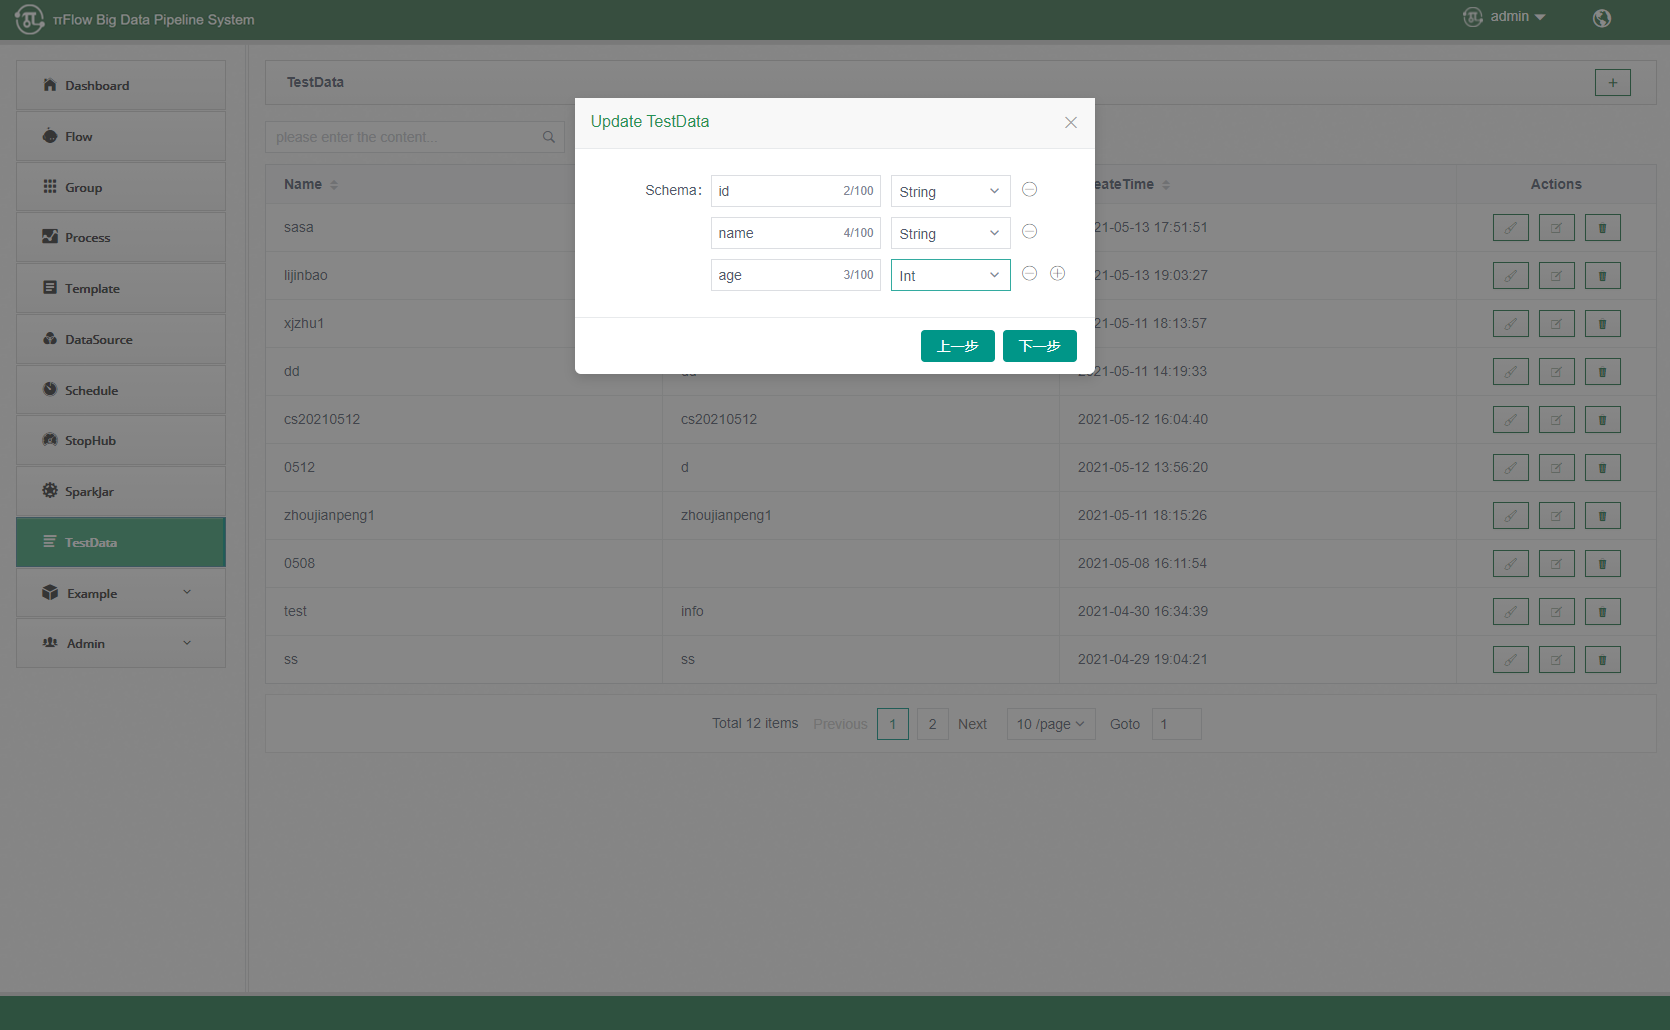 πFlow Big Data Pipeline System
admin
Dashboard
Flow
Group
Process
Template
DataSource
Schedule
StopHub
SparkJar
TestData
Example
Admin
TestData
+
please enter the content...
Update TestData
Schema:
id 2/100 String
name 4/100 String
age 3/100 Int
上一步 下一步
Name eateTime Actions
sasa 21-05-13 17:51:51
lijinbao 21-05-13 19:03:27
xjzhu1 21-05-11 18:13:57
dd 21-05-11 14:19:33
cs20210512 cs20210512 2021-05-12 16:04:40
0512 d 2021-05-12 13:56:20
zhoujianpeng1 zhoujianpeng1 2021-05-11 18:15:26
0508 2021-05-08 16:11:54
test info 2021-04-30 16:34:39
ss ss 2021-04-29 19:04:21
Total 12 items Previous 1 2 Next 10 /page Goto 1